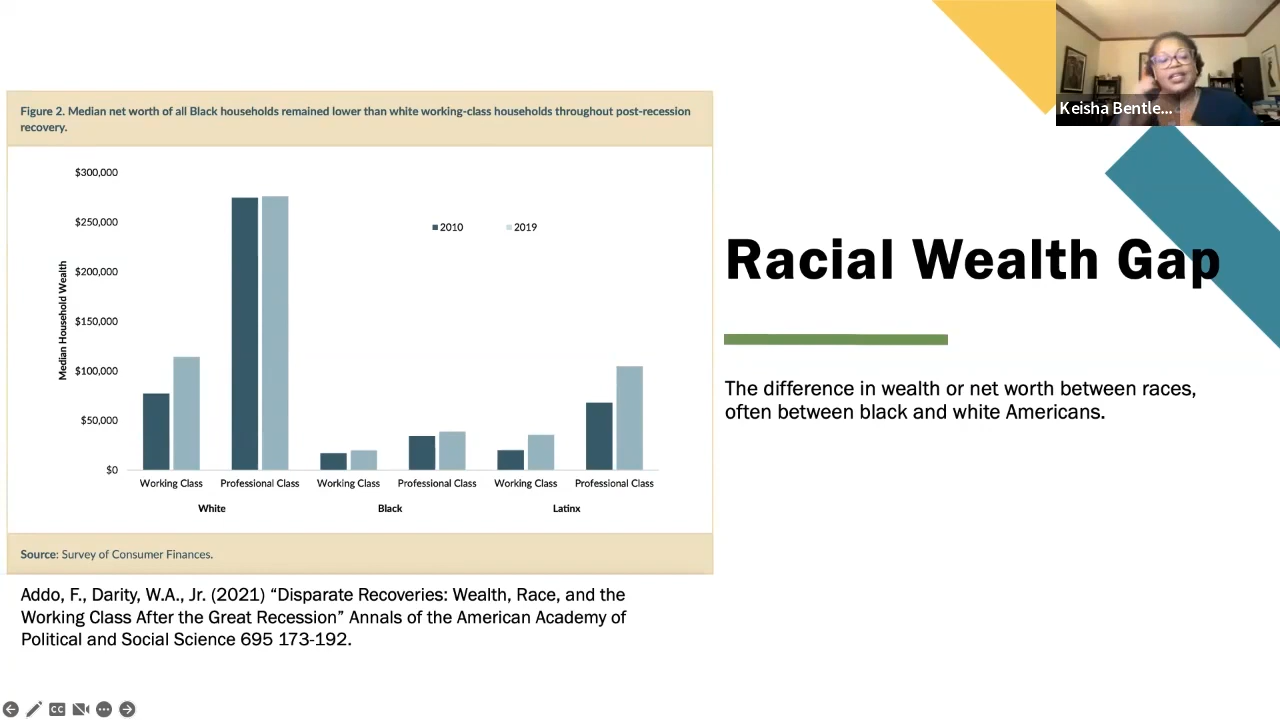 Keisha Bentle...
Figure 2. Median net worth of all Black households remained lower than white working-class households throughout post-recession
recovery.
$300,000
$250,000
$200,000
$150,000
$100,000
$50,000
$0
Median Household Wealth
2010 2019
Working Class Professional Class Working Class Professional Class Working Class Professional Class
White Black Latinx
Source: Survey of Consumer Finances.
Addo, F., Darity, W.A., Jr. (2021) “Disparate Recoveries: Wealth, Race, and the
Working Class After the Great Recession” Annals of the American Academy of
Political and Social Science 695 173-192.
Racial Wealth Gap
The difference in wealth or net worth between races,
often between black and white Americans.
CC